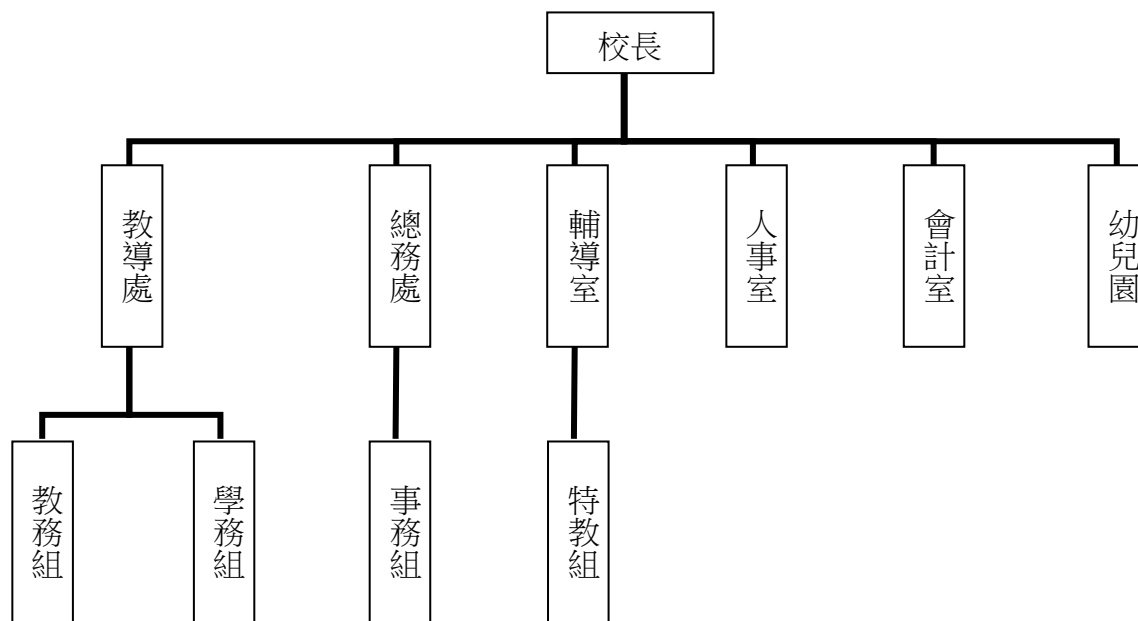 校長
教導處
總務處
輔導室
人事室
會計室
幼兒園
教務組
學務組
事務組
特教組